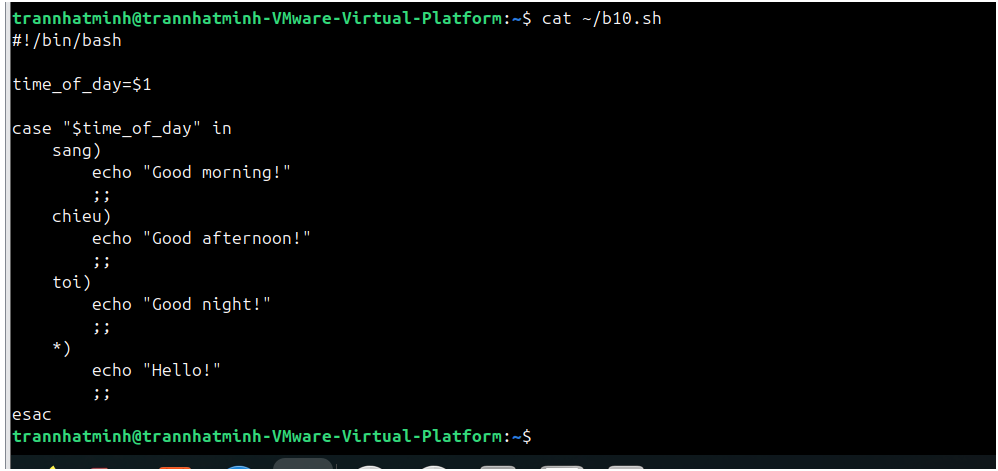 trannhatminh@trannhatminh-VMware-Virtual-Platform:~$ cat ~/b10.sh
#!/bin/bash

time_of_day=$1

case "$time_of_day" in
    sang)
        echo "Good morning!"
        ;;
    chieu)
        echo "Good afternoon!"
        ;;
    toi)
        echo "Good night!"
        ;;
    *)
        echo "Hello!"
        ;;
esac
trannhatminh@trannhatminh-VMware-Virtual-Platform:~$